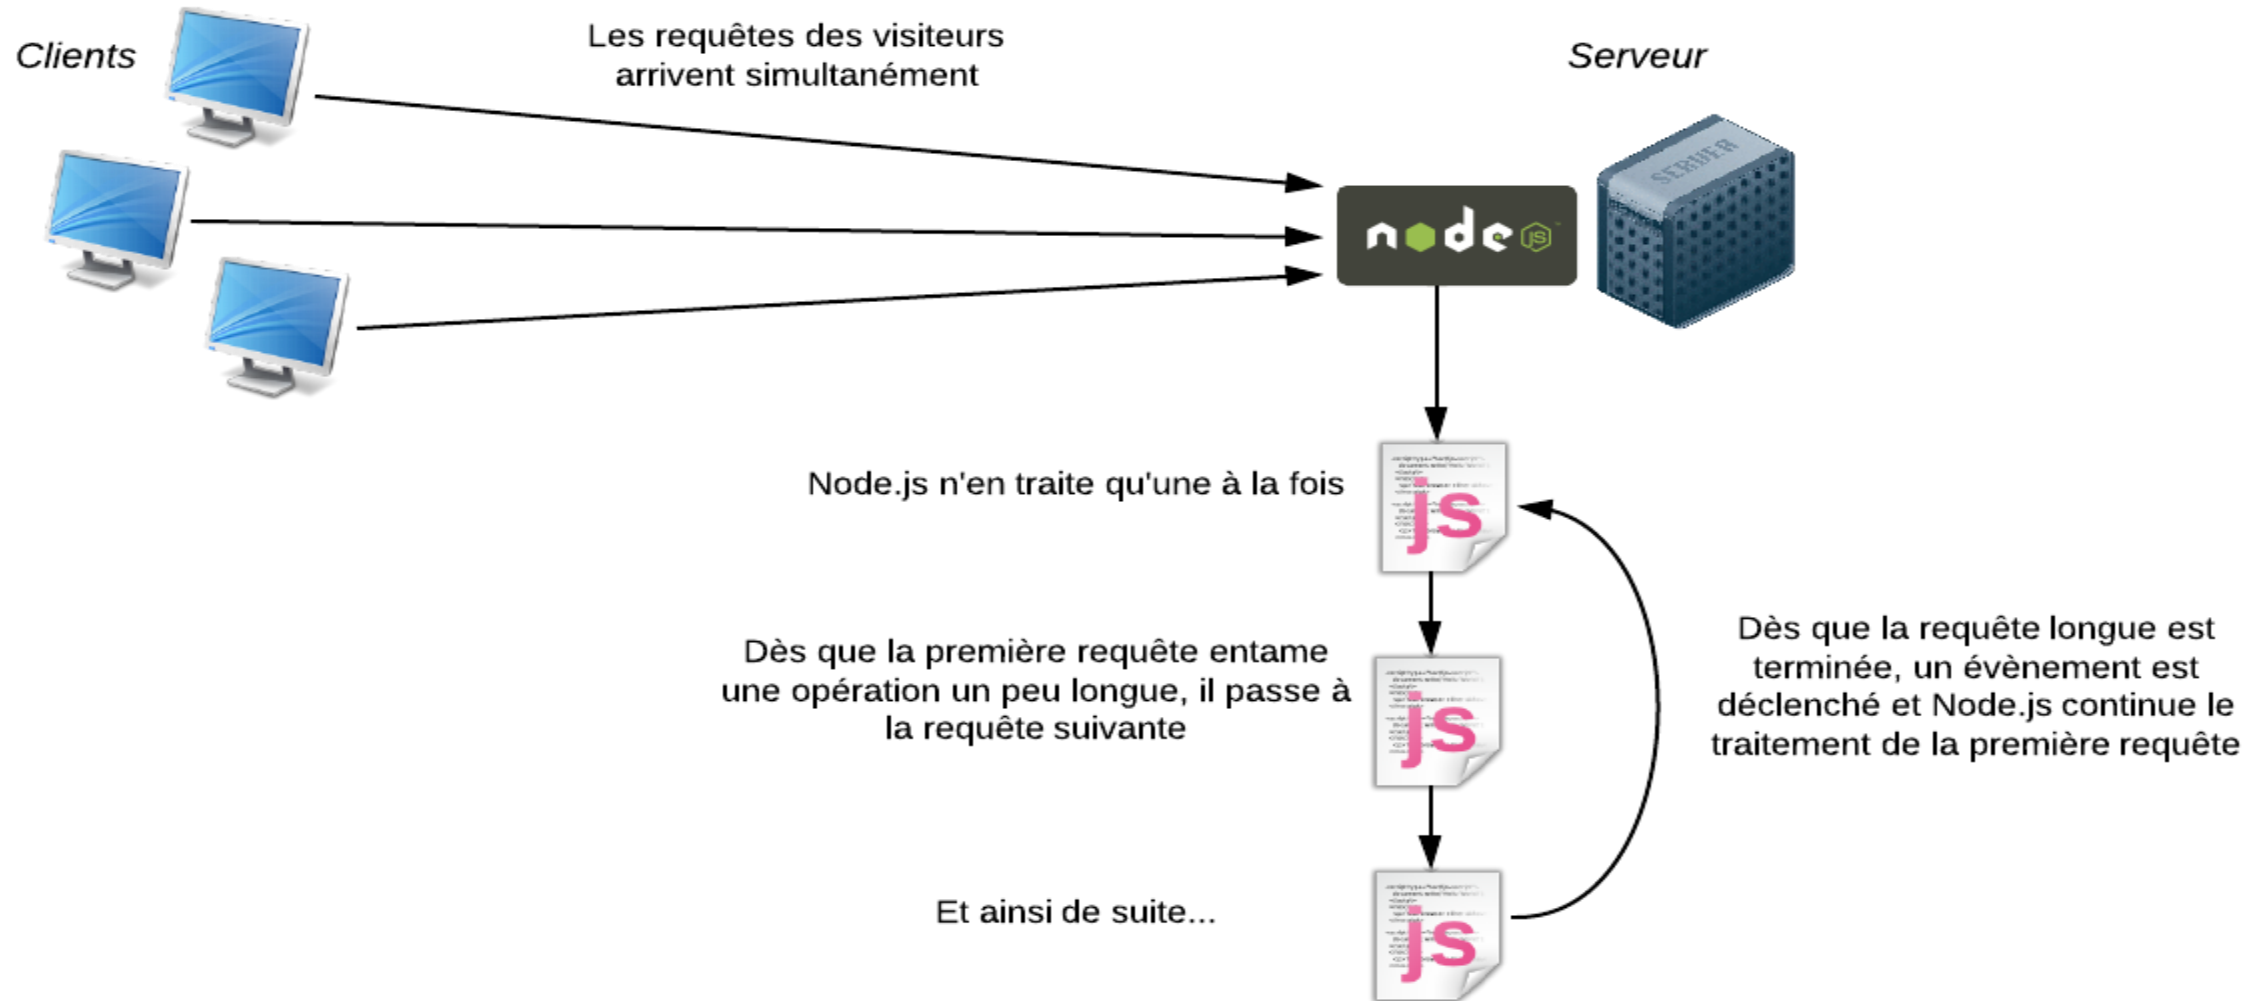 Clients
Les requêtes des visiteurs
arrivent simultanément
Serveur
SERVER
node JS
Node.js n'en traite qu'une à la fois
js
Dès que la première requête entame
une opération un peu longue, il passe à
la requête suivante
js
Dès que la requête longue est
terminée, un évènement est
déclenché et Node.js continue le
traitement de la première requête
Et ainsi de suite...
js